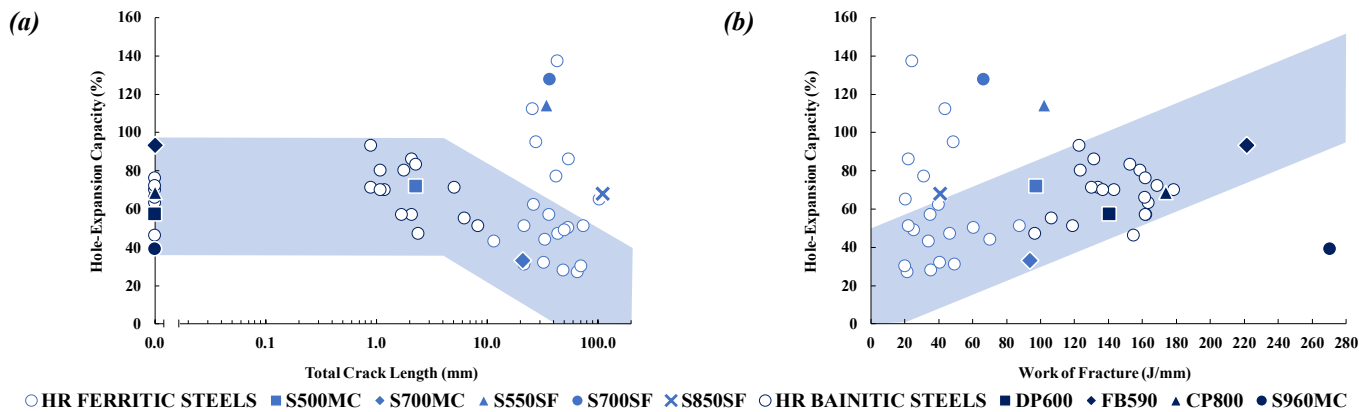 (a)
160
140
120
100
80
60
40
20
0
Hole-Expansion Capacity (%)
0.0 0.1 1.0 10.0 100.0
Total Crack Length (mm)
(b)
160
140
120
100
80
60
40
20
0
Hole-Expansion Capacity (%)
0 20 40 60 80 100 120 140 160 180 200 220 240 260 280
Work of Fracture (J/mm)
HR FERRITIC STEELS S500MC S700MC S550SF S700SF S850SF HR BAINITIC STEELS DP600 FB590 CP800 S960MC